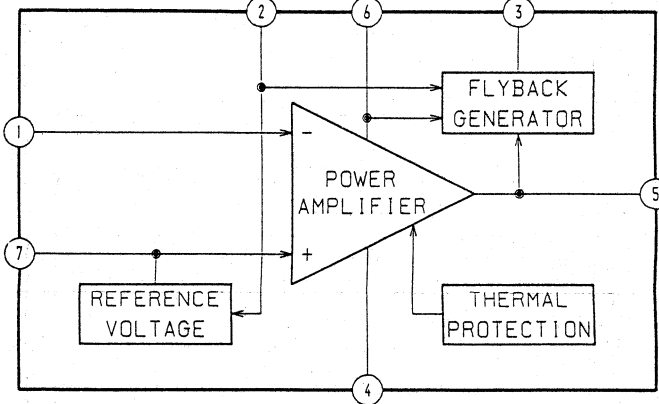 2 6 3
FLYBACK
GENERATOR
1
-
POWER
AMPLIFIER
5
7
+
REFERENCE
VOLTAGE
THERMAL
PROTECTION
4